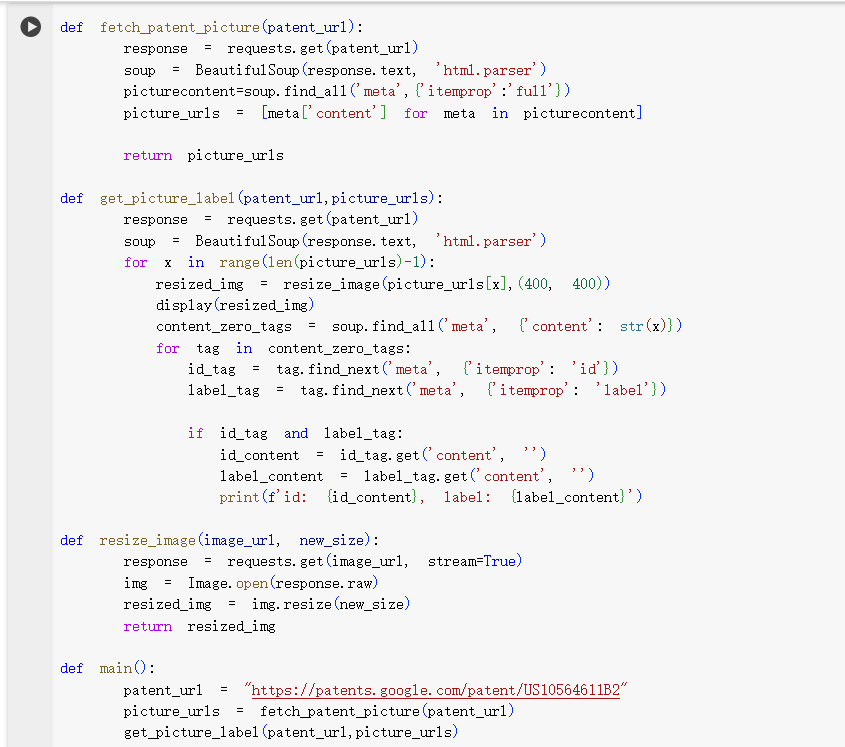 def fetch_patent_picture(patent_url):
response = requests.get(patent_url)
soup = BeautifulSoup(response.text, 'html.parser')
picturecontent=soup.find_all('meta',{'itemprop':'full'})
picture_urls = [meta['content'] for meta in picturecontent]
return picture_urls
def get_picture_label(patent_url,picture_urls):
response = requests.get(patent_url)
soup = BeautifulSoup(response.text, 'html.parser')
for x in range(len(picture_urls)-1):
resized_img = resize_image(picture_urls[x],(400, 400))
display(resized_img)
content_zero_tags = soup.find_all('meta', {'content': str(x)})
for tag in content_zero_tags:
id_tag = tag.find_next('meta', {'itemprop': 'id'})
label_tag = tag.find_next('meta', {'itemprop': 'label'})
if id_tag and label_tag:
id_content = id_tag.get('content', '')
label_content = label_tag.get('content', '')
print(f'id: {id_content}, label: {label_content}')
def resize_image(image_url, new_size):
response = requests.get(image_url, stream=True)
img = Image.open(response.raw)
resized_img = img.resize(new_size)
return resized_img
def main():
patent_url = "https://patents.google.com/patent/US10564611B2"
picture_urls = fetch_patent_picture(patent_url)
get_picture_label(patent_url,picture_urls)